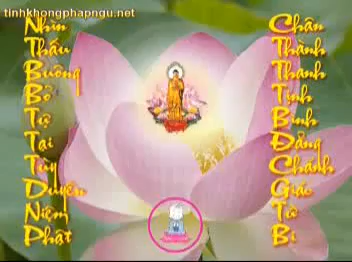 tinhkhongphapngu.net
Nhìn
Thấu
Buông
Bỏ
Tự
Tại
Tùy
Duyên
Niệm
Phật
Chân
Thành
Thanh
Tịnh
Bình
Đẳng
Chánh
Giác
Từ
Bi